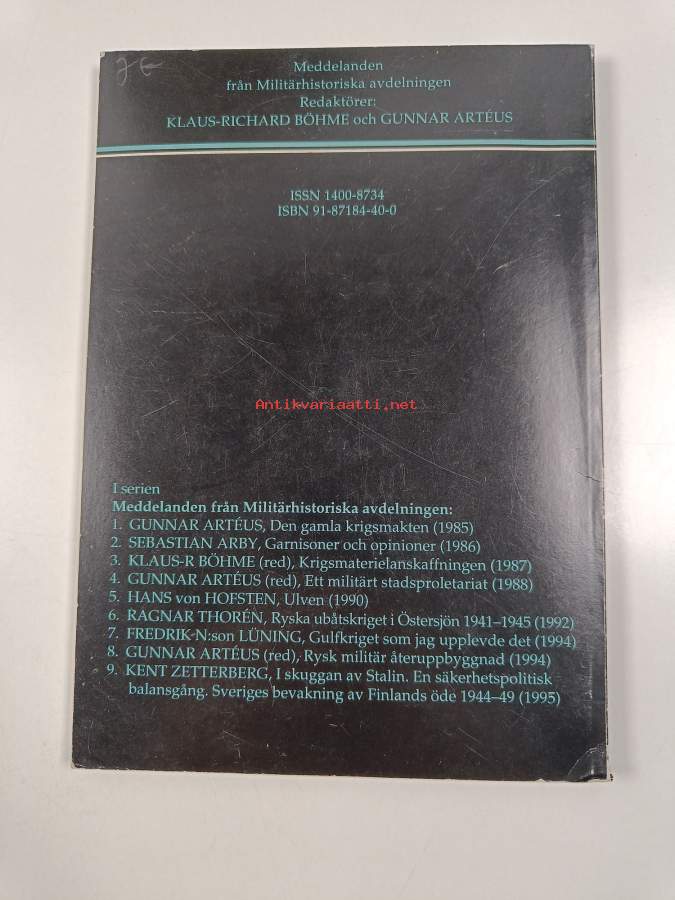 Meddelanden
från Militärhistoriska avdelningen
Redaktörer:
KLAUS-RICHARD BÖHME och GUNNAR ARTÉUS
ISSN 1400-8734
ISBN 91-87184-40-0
Antikvariaatti.net
I serien
Meddelanden från Militärhistoriska avdelningen:
1. GUNNAR ARTÉUS, Den gamla krigsmakten (1985)
2. SEBASTIAN ARBY, Garnisoner och opinioner (1986)
3. KLAUS-R BÖHME (red), Krigsmaterielanskaffningen (1987)
4. GUNNAR ARTÉUS (red), Ett militärt stadsproletariat (1988)
5. HANS von HOFSTEN, Ulven (1990)
6. RAGNAR THORÉN, Ryska ubåtskriget i Östersjön 1941–1945 (1992)
7. FREDRIK N:son LÜNING, Gulfkriget som jag upplevde det (1994)
8. GUNNAR ARTÉUS (red), Rysk militär återuppbyggnad (1994)
9. KENT ZETTERBERG, I skuggan av Stalin. En säkerhetspolitisk
balansgång. Sveriges bevakning av Finlands öde 1944–49 (1995)